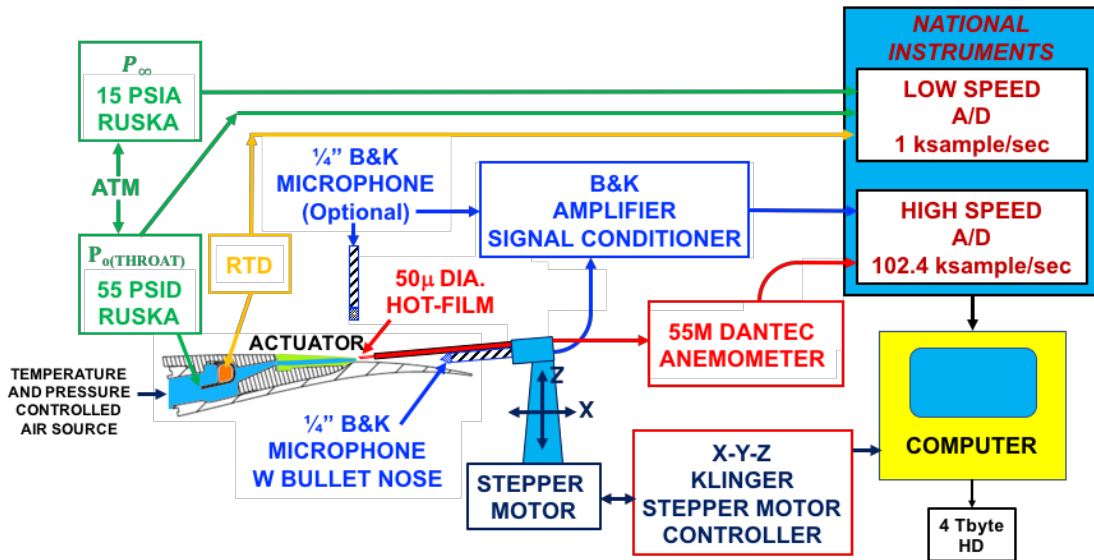 NATIONAL
INSTRUMENTS
P∞
15 PSIA
RUSKA
LOW SPEED
A/D
1 ksample/sec
¼” B&K
MICROPHONE
(Optional)
B&K
AMPLIFIER
SIGNAL CONDITIONER
ATM
HIGH SPEED
A/D
102.4 ksample/sec
Po(THROAT)
55 PSID
RUSKA
RTD
50μ DIA.
HOT-FILM
ACTUATOR
55M DANTEC
ANEMOMETER
TEMPERATURE
AND PRESSURE
CONTROLLED
AIR SOURCE
Z
X
¼” B&K
MICROPHONE
W BULLET NOSE
COMPUTER
STEPPER
MOTOR
X-Y-Z
KLINGER
STEPPER MOTOR
CONTROLLER
4 Tbyte
HD